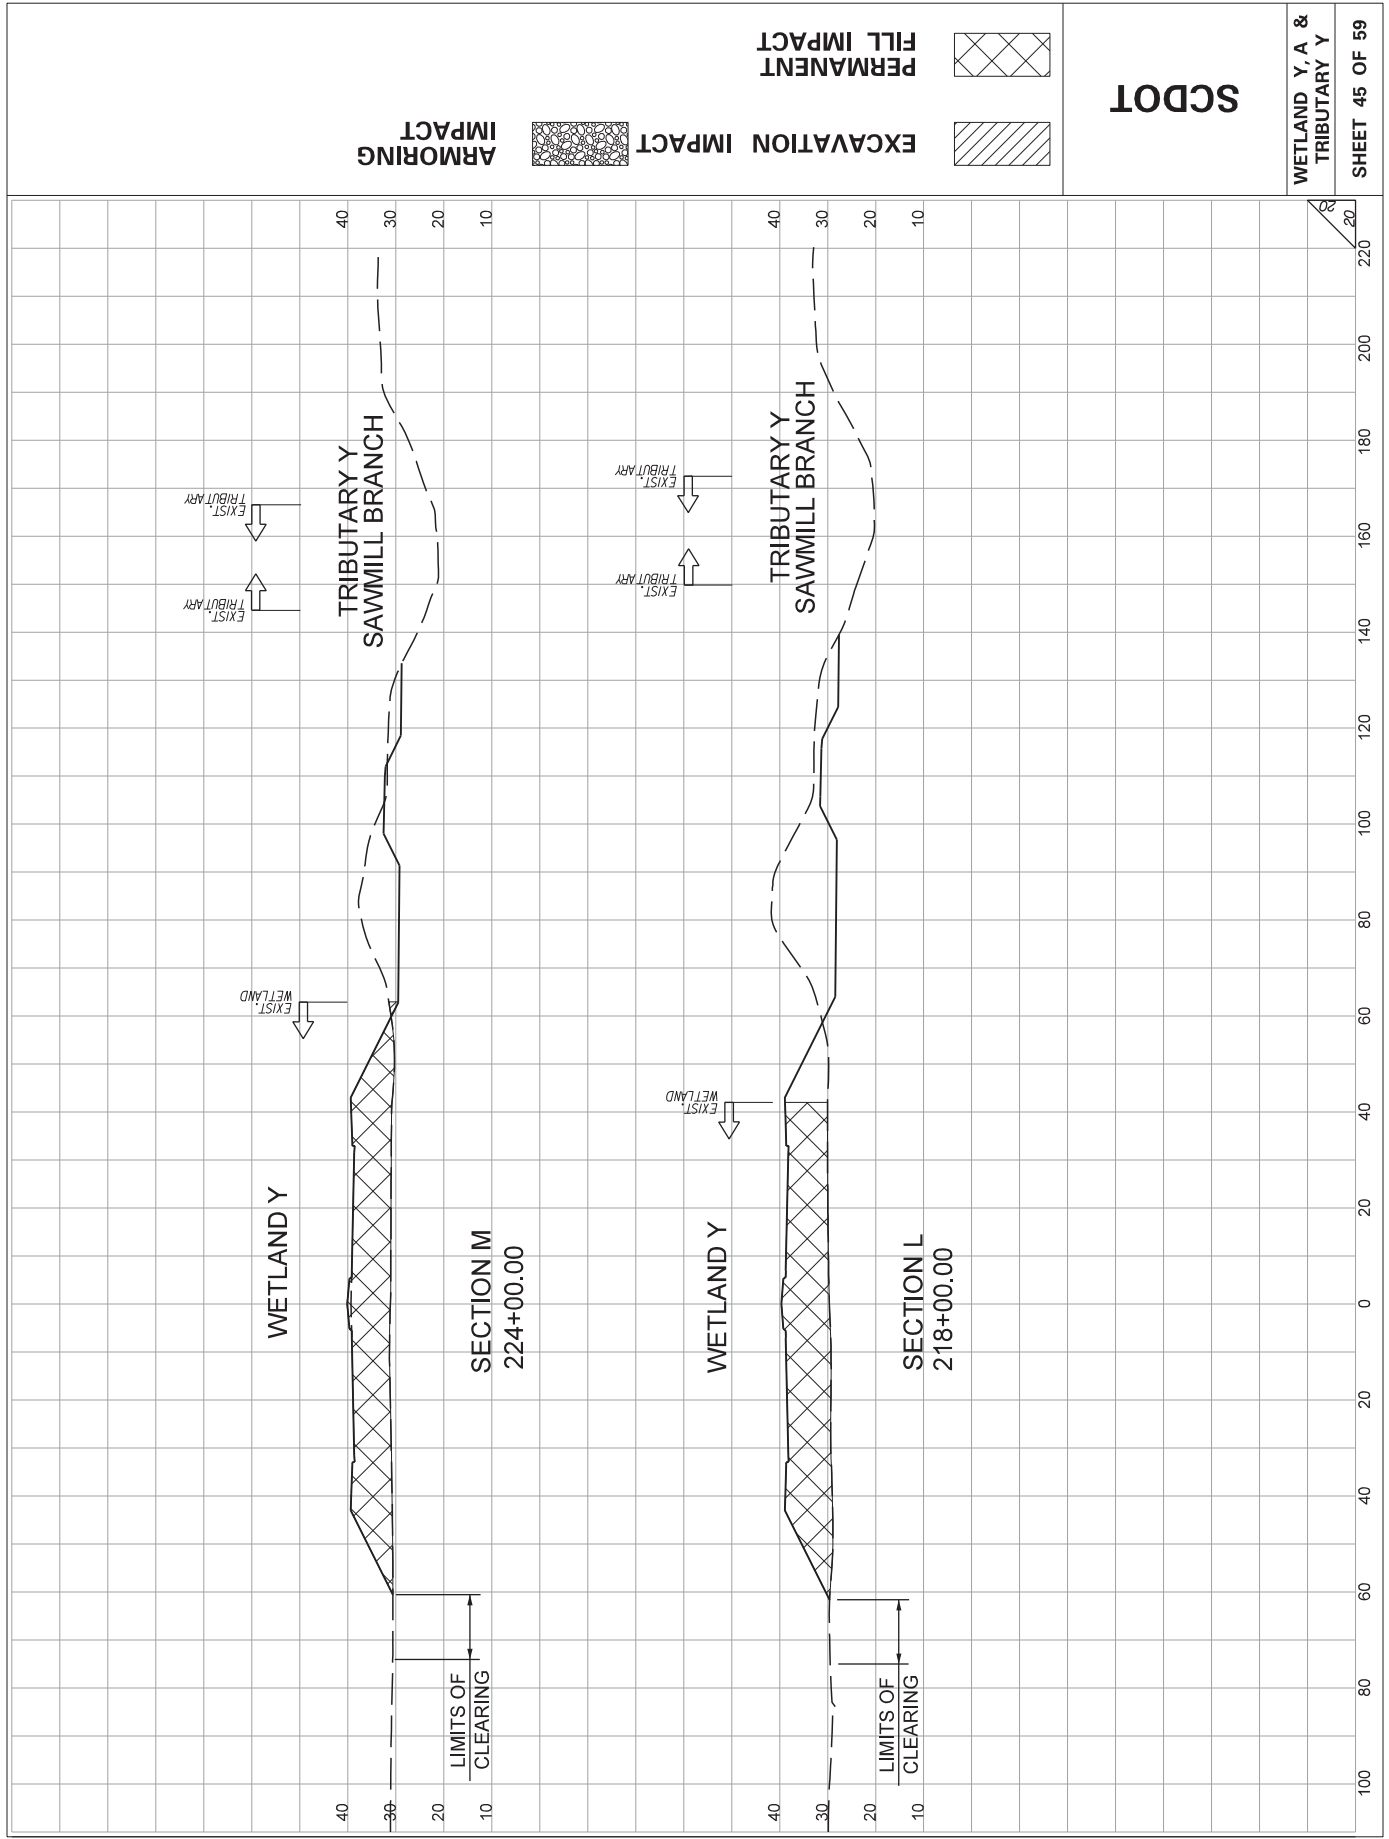 PERMANENT
FILL IMPACT
EXCAVATION IMPACT
ARMORING
IMPACT
SCDOT
WETLAND Y, A &
TRIBUTARY Y
SHEET 45 OF 59
20
20
40
30
20
10
WETLAND Y
EXIST.
WETLAND
EXIST.
TRIBUTARY
EXIST.
TRIBUTARY
TRIBUTARY Y
SAWMILL BRANCH
40
30
20
10
LIMITS OF
CLEARING
SECTION M
224+00.00
40
30
20
10
WETLAND Y
EXIST.
WETLAND
EXIST.
TRIBUTARY
EXIST.
TRIBUTARY
TRIBUTARY Y
SAWMILL BRANCH
40
30
20
10
LIMITS OF
CLEARING
SECTION L
218+00.00
100 80 60 40 20 0 20 40 60 80 100 120 140 160 180 200 220